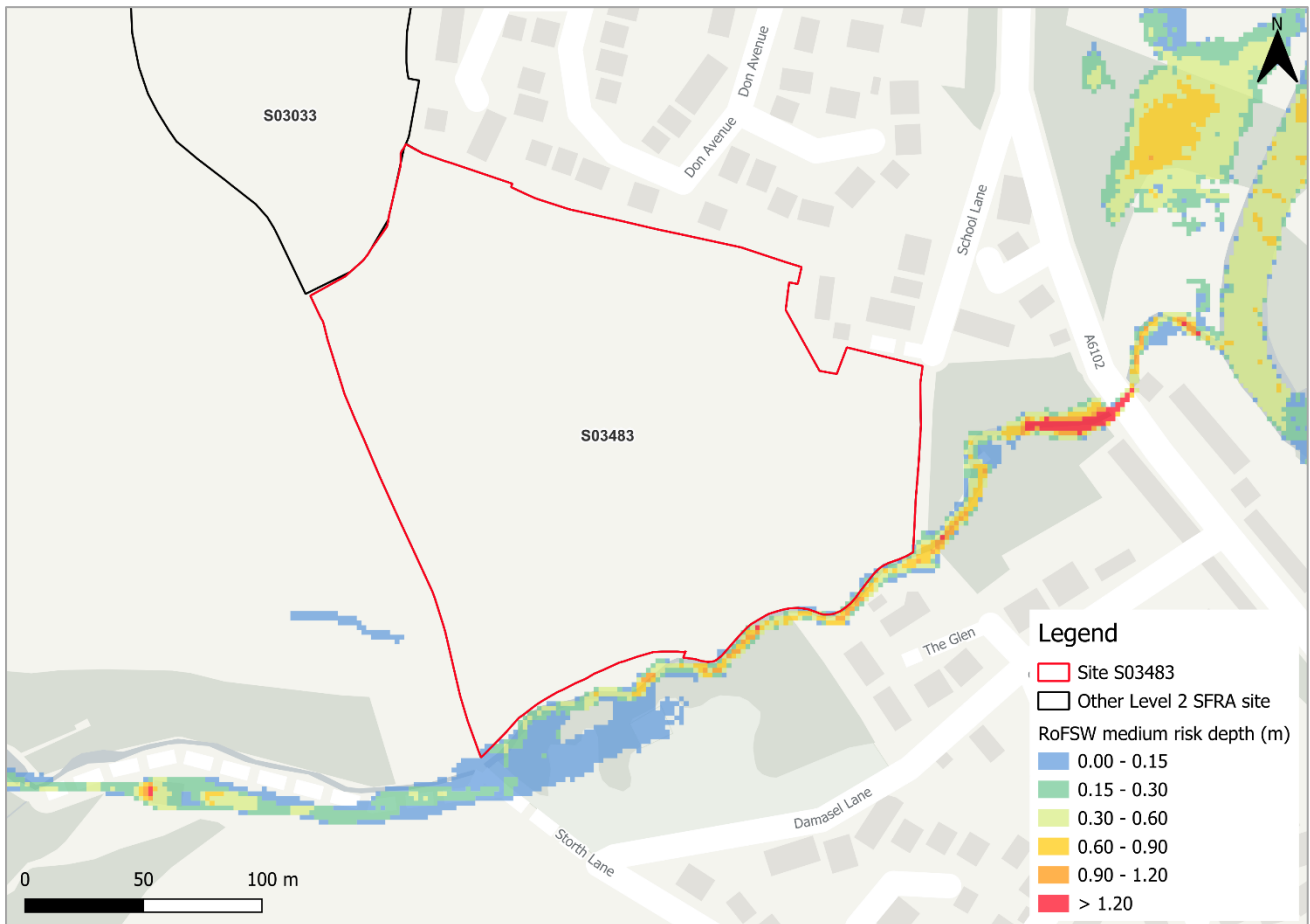 N
S03033
Don Avenue
Don Avenue
School Lane
A6102
S03483
The Glen
Damasel Lane
Storth Lane
0 50 100 m
Legend
Site S03483
Other Level 2 SFRA site
RoFSW medium risk depth (m)
0.00 - 0.15
0.15 - 0.30
0.30 - 0.60
0.60 - 0.90
0.90 - 1.20
> 1.20